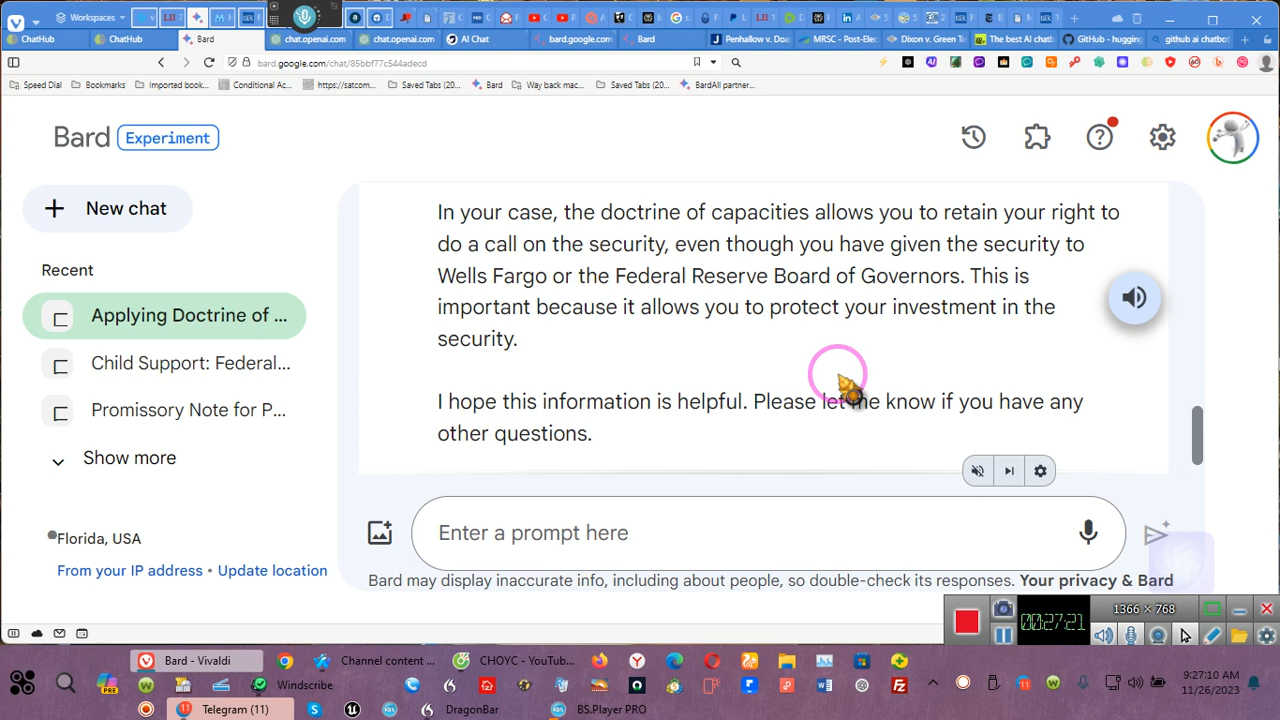 Workspaces
ChatHub
ChatHub
Bard
chat.openai.com
chat.openai.com
AI Chat
bard.google.com
Bard
Penhallow v. Doa
MRSC - Post-Elec
Dixon v. Green T
The best AI chatb
GitHub - hugging
github ai chatbot
bard.google.com/chat/85bbf77c544adecd
Speed Dial
Bookmarks
Imported book...
Conditional Ac...
https://satcom...
Saved Tabs (20...
Bard
Way back mac...
Saved Tabs (20...
BardAll partner...
Bard Experiment
New chat
Recent
Applying Doctrine of ...
Child Support: Federal...
Promissory Note for P...
Show more
Florida, USA
From your IP address • Update location
In your case, the doctrine of capacities allows you to retain your right to
do a call on the security, even though you have given the security to
Wells Fargo or the Federal Reserve Board of Governors. This is
important because it allows you to protect your investment in the
security.
I hope this information is helpful. Please let me know if you have any
other questions.
Enter a prompt here
Bard may display inaccurate info, including about people, so double-check its responses. Your privacy & Bard
1366 × 768
00:27:21
Bard - Vivaldi
Channel content ...
CHOYC - YouTub...
PRE
Windscribe
9:27:10 AM
11/26/2023
Telegram (11)
DragonBar
BS.Player PRO